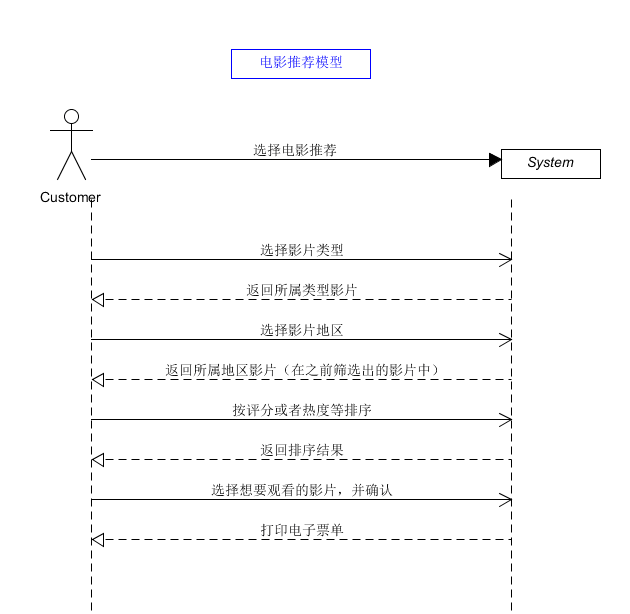 电影推荐模型
选择电影推荐
System
Customer
选择影片类型
返回所属类型影片
选择影片地区
返回所属地区影片（在之前筛选出的影片中）
按评分或者热度等排序
返回排序结果
选择想要观看的影片，并确认
打印电子票单